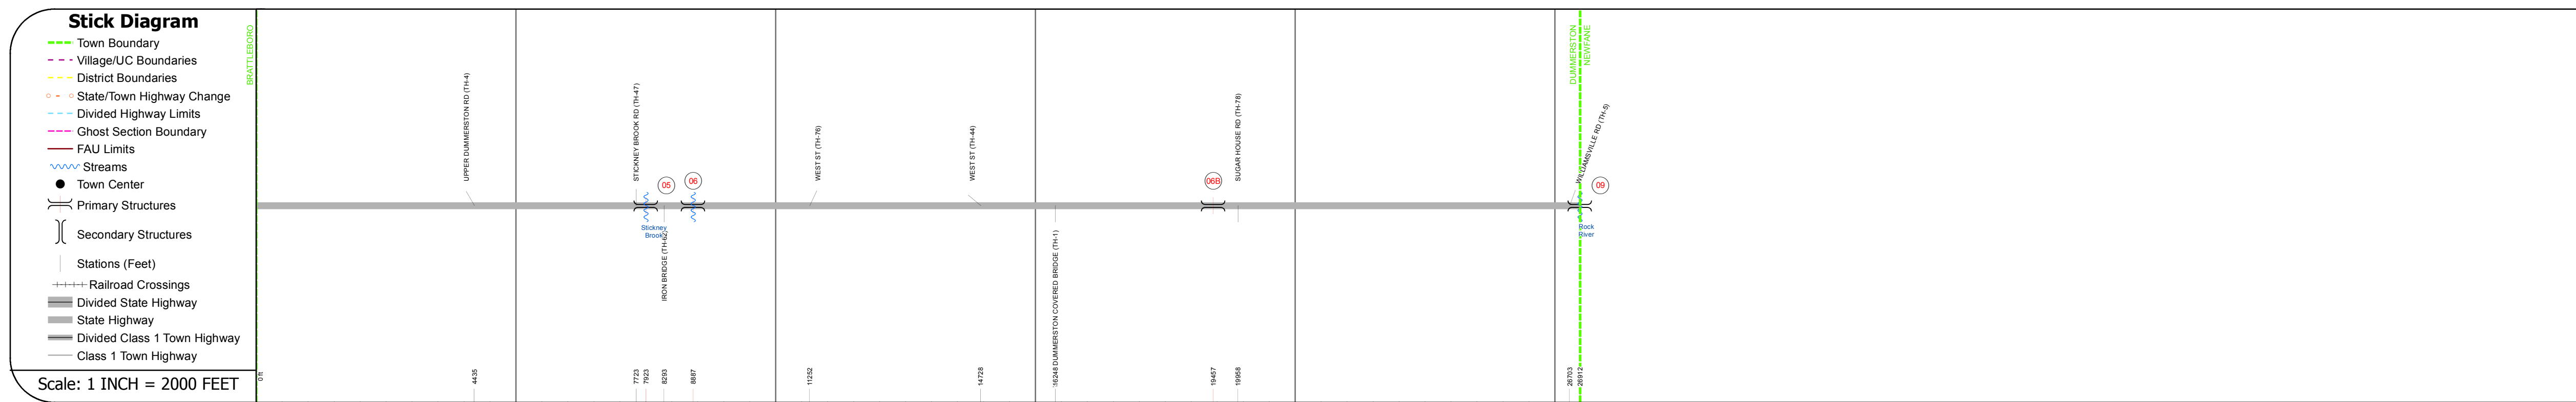 Stick Diagram
Town Boundary
Village/UC Boundaries
District Boundaries
State/Town Highway Change
Divided Highway Limits
Ghost Section Boundary
FAU Limits
Streams
Town Center
Primary Structures
Secondary Structures
Stations (Feet)
Railroad Crossings
Divided State Highway
State Highway
Divided Class 1 Town Highway
Class 1 Town Highway
Scale: 1 INCH = 2000 FEET
BRATTLEBORO
UPPER DUMMERSTON RD (TH-4)
STICKNEY BROOK RD (TH-47)
05
06
Stickney
Brook
IRON BRIDGE (TH-62)
WEST ST (TH-76)
WEST ST (TH-44)
DUMMERSTON COVERED BRIDGE (TH-1)
06B
SUGAR HOUSE RD (TH-78)
DUMMERSTON
NEWFANE
WILLIAMSVILLE RD (TH-5)
09
Rock
River
0 ft
4435
7723
7923
8293
8887
11252
14728
16248
19457
19958
26703
26912